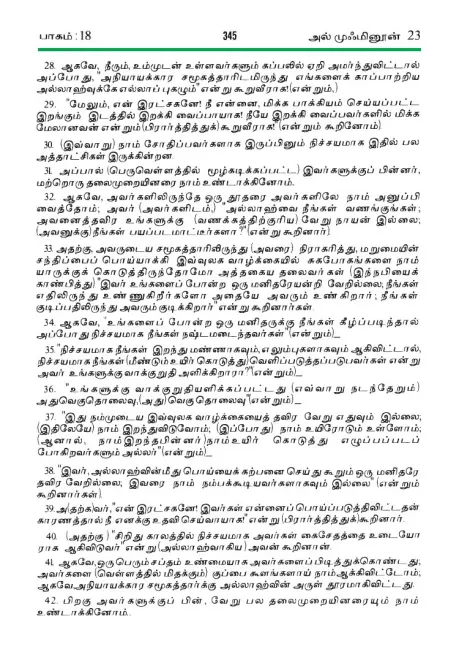 பாகம் : 18 345 அல் முஃமினூன் 23
28. ஆகவே, நீரும், உம்முடன் உள்ளவர்களும் கப்பலில் ஏறி அமர்ந்துவிட்டால்
அப்போது, "அநியாயக்கார சமூகத்தாரிடமிருந்து எங்களைக் காப்பாற்றிய
அல்லாஹ்வுக்கே எல்லாப் புகழும்" என்று கூறுவீராக! (என்றும்,)
29. "மேலும், என் இரட்சகனே! நீ என்னை, மிக்க பாக்கியம் செய்யப்பட்ட
இறங்கும் இடத்தில் இறக்கி வைப்பாயாக! நீயே இறக்கி வைப்பவர்களில் மிக்க
மேலானவன் என்று (பிரார்த்தித்துக்) கூறுவீராக! (என்றும் கூறினோம்).
30. (இவ்வாறு) நாம் சோதிப்பவர்களாக இருப்பினும் நிச்சயமாக இதில் பல
அத்தாட்சிகள் இருக்கின்றன.
31. அப்பால் (பெருவெள்ளத்தில் மூழ்கடிக்கப்பட்ட) இவர்களுக்குப் பின்னர்,
மற்றொரு தலைமுறையினரை நாம் உண்டாக்கினோம்.
32. ஆகவே, அவர்களிலிருந்தே ஒரு தூதரை அவர்களிலே நாம் அனுப்பி
வைத்தோம்; அவர் (அவர்களிடம்,) அல்லாஹ்வை நீங்கள் வணங்குங்கள்;
அவனைத்தவிர உங்களுக்கு (வணக்கத்திற்குரிய) வேறு நாயன் இல்லை;
(அவனுக்கு) நீங்கள் பயப்படமாட்டீர்களா?" (என்று கூறினார்).
33. அதற்கு, அவருடைய சமூகத்தாரிலிருந்து (அவரை) நிராகரித்து, மறுமையின்
சந்திப்பைப் பொய்யாக்கி இவ்வுலக வாழ்க்கையில் சுகபோகங்களை நாம்
யாருக்குக் கொடுத்திருந்தோமோ அத்தகைய தலைவர்கள் (இந்நபியைக்
காண்பித்து) "இவர் உங்களைப் போன்ற ஒரு மனிதரேயன்றி வேறில்லை; நீங்கள்
எதிலிருந்து உண்ணுகிறீர்களோ அதையே அவரும் உண்கிறார்; நீங்கள்
குடிப்பதிலிருந்து அவரும் குடிக்கிறார்" என்று கூறினார்கள்.
34. ஆகவே, "உங்களைப் போன்ற ஒரு மனிதருக்கு நீங்கள் கீழ்ப்படிந்தால்
அப்போது நிச்சயமாக நீங்கள் நஷ்டமடைந்தவர்கள்" (என்றும்)_
35. "நிச்சயமாக நீங்கள் இறந்து மண்ணாகவும், எலும்புகளாகவும் ஆகிவிட்டால்,
நிச்சயமாக நீங்கள் (மீண்டும் உயிர் கொடுத்து) வெளிப்படுத்தப்படுபவர்கள் என்று
அவர் உங்களுக்கு வாக்குறுதி அளிக்கிறாரா?" (என்றும்)_
36. "உங்களுக்கு வாக்குறுதியளிக்கப்பட்டது (எவ்வாறு நடந்தேறும்)
அது வெகுதொலைவு, (அது) வெகு தொலைவு" (என்றும்)_
37. "இது நம்முடைய இவ்வுலக வாழ்க்கையைத் தவிர வேறு எதுவும் இல்லை;
(இதிலேயே) நாம் இறந்துவிடுவோம்; (இப்போது) நாம் உயிரோடும் உள்ளோம்;
(ஆனால், நாம் இறந்தபின்னர்) நாம் உயிர் கொடுத்து எழுப்பப்படப்
போகிறவர்களும் அல்லர்" (என்றும்)_
38. "இவர், அல்லாஹ்வின் மீது பொய்யைக் கற்பனை செய்து கூறும் ஒரு மனிதரே
தவிர வேறில்லை; இவரை நாம் நம்பக்கூடியவர்களாகவும் இல்லை" (என்றும்
கூறினார்கள்).
39. அ(தற்க)வர், "என் இரட்சகனே! இவர்கள் என்னைப் பொய்ப்படுத்திவிட்டதன்
காரணத்தால் நீ எனக்கு உதவி செய்வாயாக!" என்று (பிரார்த்தித்துக்) கூறினார்.
40. (அதற்கு) "சிறிது காலத்தில் நிச்சயமாக அவர்கள் கைசேதத்தை உடையோ
ராக ஆகிவிடுவர்" என்று (அல்லாஹ்வாகிய) அவன் கூறினான்.
41. ஆகவே, ஒரு பெரும் சப்தம் உண்மையாக அவர்களைப் பிடித்துக்கொண்டது;
அவர்களை (வெள்ளத்தில் மிதக்கும்) குப்பை கூளங்களாய் நாம் ஆக்கிவிட்டோம்;
ஆகவே, அநியாயக்கார சமூகத்தார்க்கு அல்லாஹ்வின் அருள் தூரமாகிவிட்டது.
42. பிறகு அவர்களுக்குப் பின், வேறு பல தலைமுறையினரையும் நாம்
உண்டாக்கினோம்.